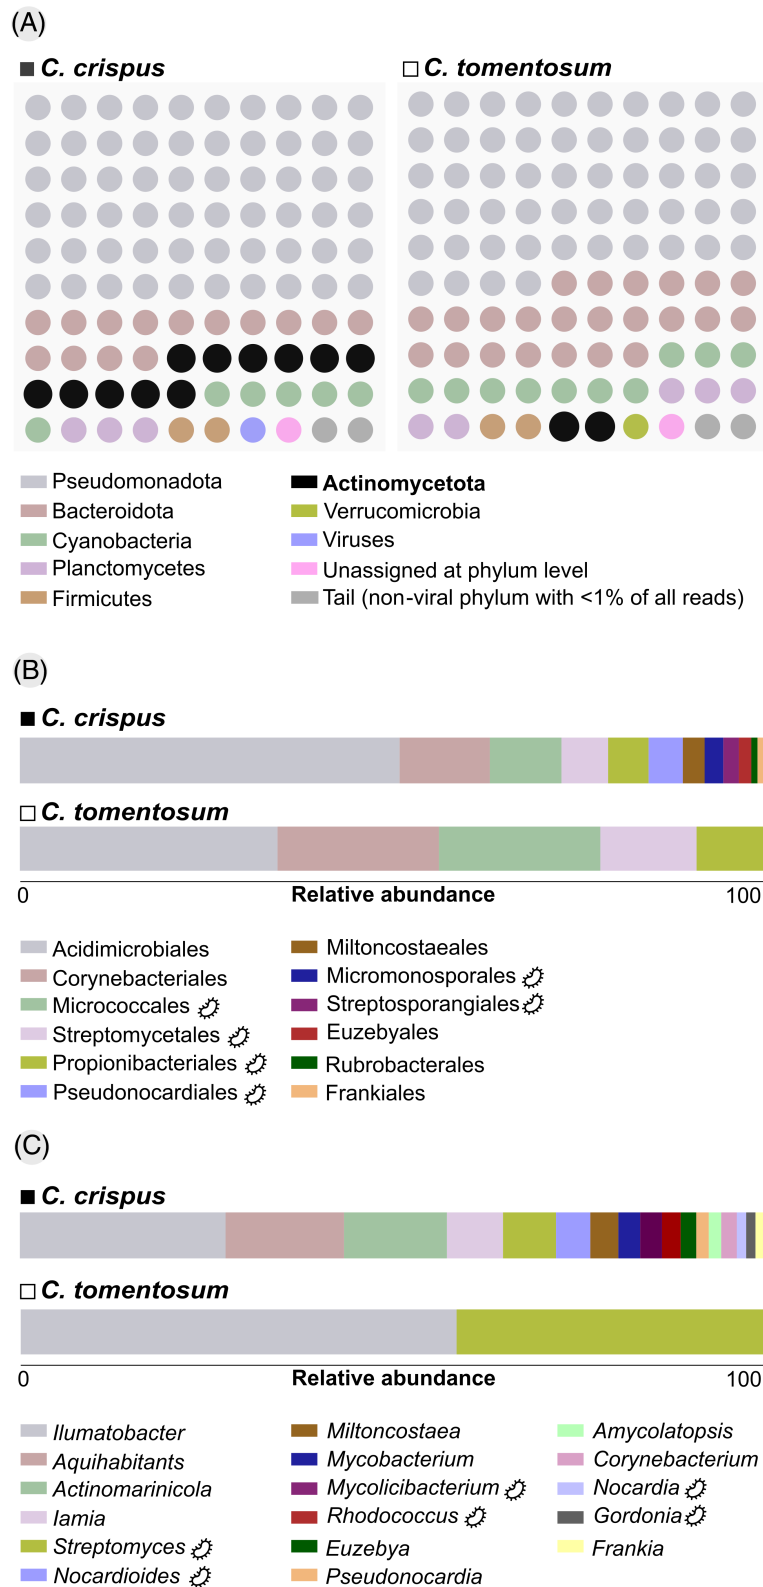 (A)
C. crispus
C. tomentosum
Pseudomonadota
Bacteroidota
Cyanobacteria
Planctomycetes
Firmicutes
Actinomycetota
Verrucomicrobia
Viruses
Unassigned at phylum level
Tail (non-viral phylum with <1% of all reads)
(B)
C. crispus
C. tomentosum
0 Relative abundance 100
Acidimicrobiales
Corynebacteriales
Micrococcales
Streptomycetales
Propionibacteriales
Pseudonocardiales
Miltoncostaeales
Micromonosporales
Streptosporangiales
Euzebyales
Rubrobacterales
Frankiales
(C)
C. crispus
C. tomentosum
0 Relative abundance 100
Ilumatobacter
Aquihabitants
Actinomarinicola
Iamia
Streptomyces
Nocardioides
Miltoncostaea
Mycobacterium
Mycolicibacterium
Rhodococcus
Euzebya
Pseudonocardia
Amycolatopsis
Corynebacterium
Nocardia
Gordonia
Frankia